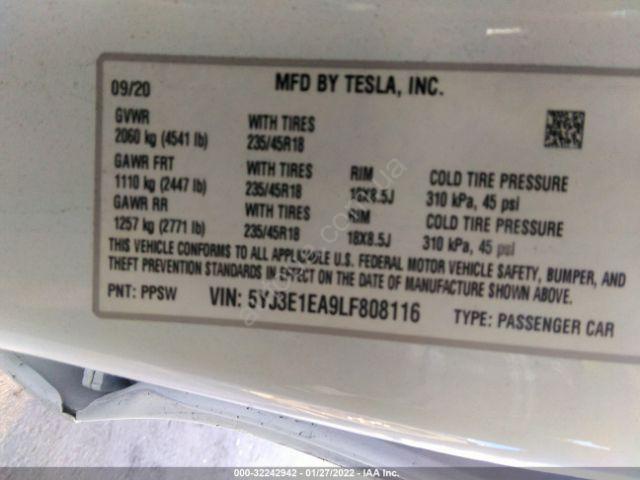 09/20 MFD BY TESLA, INC.
GVWR
2060 kg (4541 lb) WITH TIRES 235/45R18
GAWR FRT
1110 kg (2447 lb) WITH TIRES 235/45R18 RIM 18X8.5J COLD TIRE PRESSURE 310 kPa, 45 psi
GAWR RR
1257 kg (2771 lb) WITH TIRES 235/45R18 RIM 18X8.5J COLD TIRE PRESSURE 310 kPa, 45 psi
THIS VEHICLE CONFORMS TO ALL APPLICABLE U.S. FEDERAL MOTOR VEHICLE SAFETY, BUMPER, AND
THEFT PREVENTION STANDARDS IN EFFECT ON THE DATE OF MANUFACTURE SHOWN ABOVE.
PNT: PPSW VIN: 5YJ3E1EA9LF808116 TYPE: PASSENGER CAR
000-32242942 - 01/27/2022 - IAA Inc.